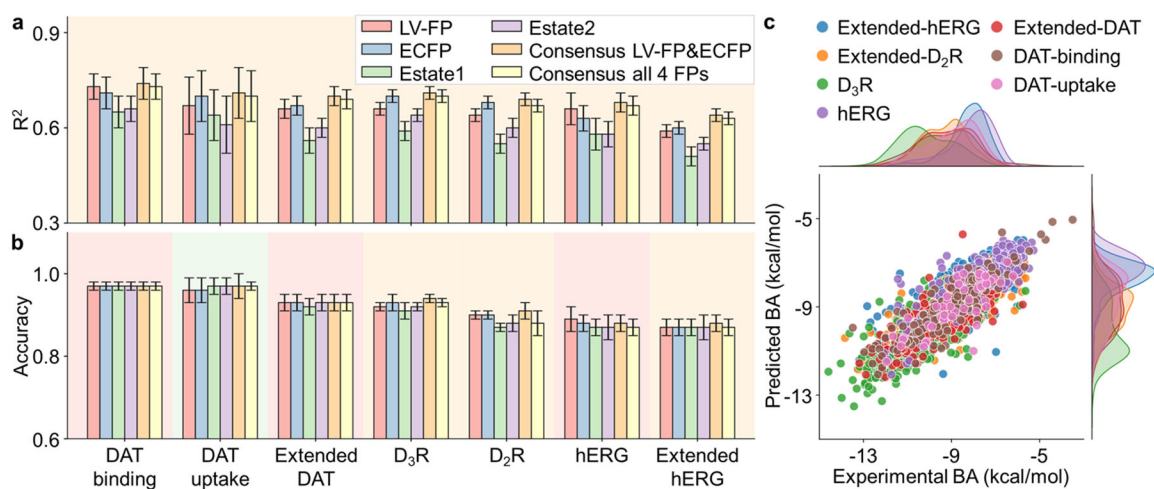 a
0.9
0.6
0.3
R²
LV-FP
ECFP
Estate1
Estate2
Consensus LV-FP&ECFP
Consensus all 4 FPs
b
1.0
0.8
0.6
Accuracy
DAT
binding
DAT
uptake
Extended
DAT
D₃R
D₂R
hERG
Extended
hERG
c
Extended-hERG
Extended-D₂R
D₃R
hERG
Extended-DAT
DAT-binding
DAT-uptake
-5
-9
-13
Predicted BA (kcal/mol)
-13
-9
-5
Experimental BA (kcal/mol)